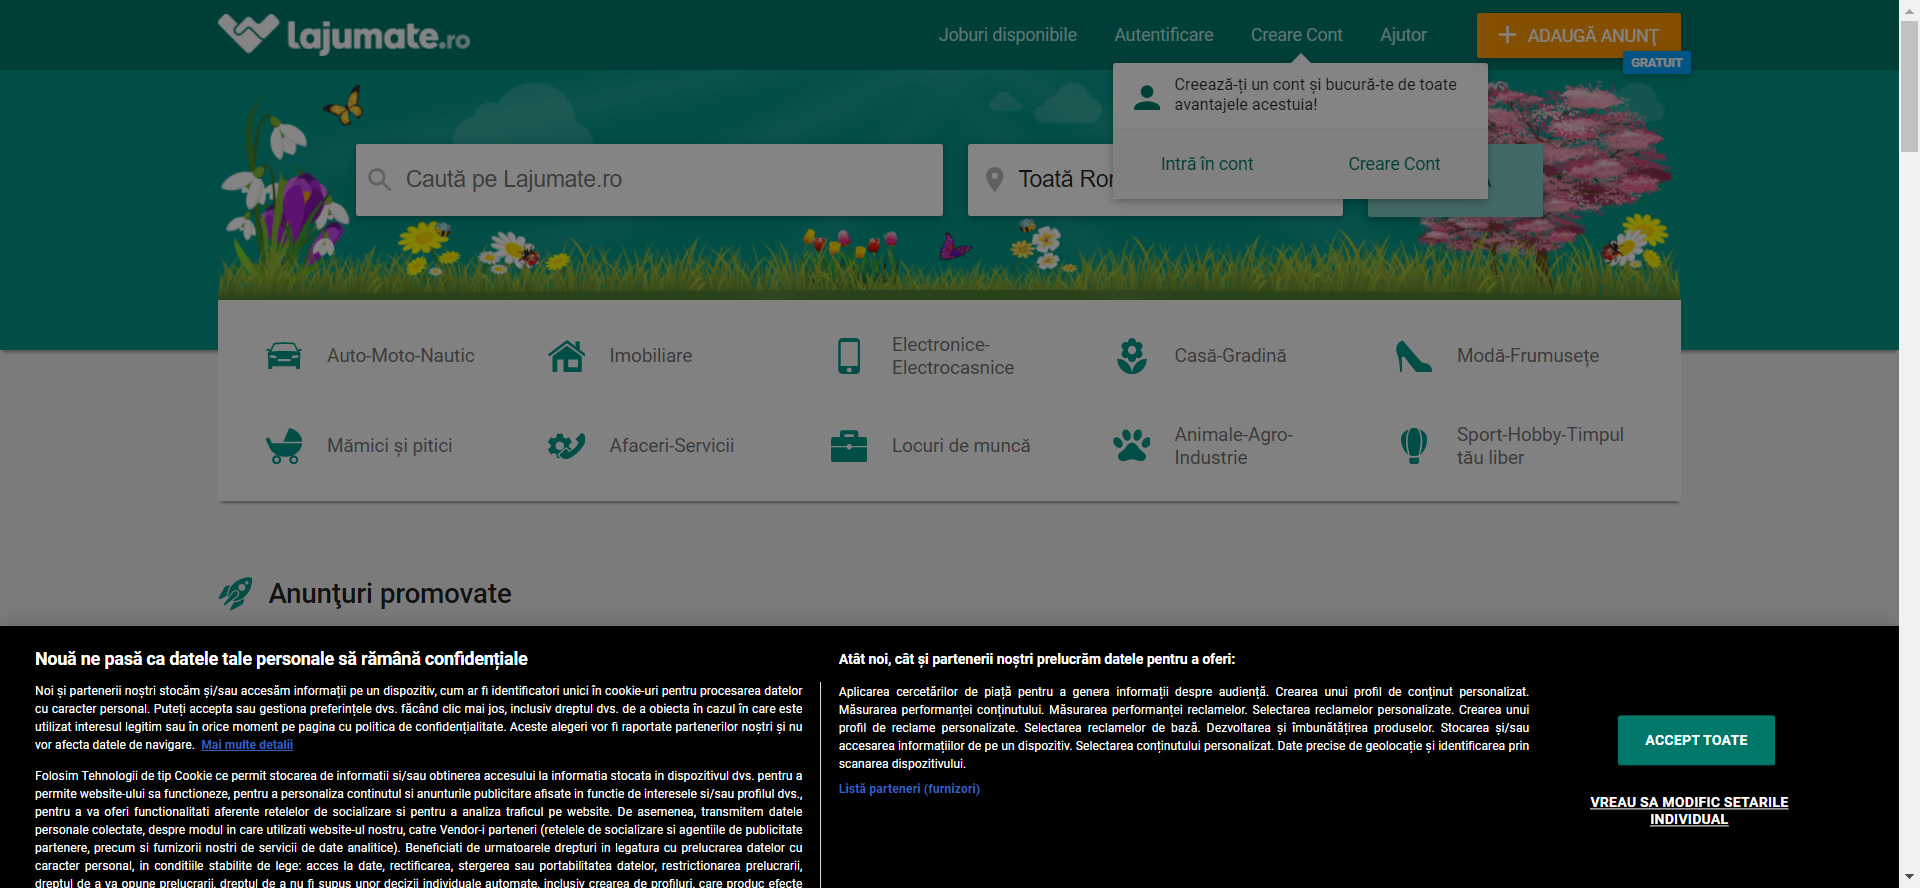 Lajumate.ro
Joburi disponibile
Autentificare
Creare Cont
Ajutor
ADAUGĂ ANUNŢ
GRATUIT
Creează-ți un cont și bucură-te de toate
avantajele acestuia!
Intră în cont
Creare Cont
Caută pe Lajumate.ro
Toată
Auto-Moto-Nautic
Imobiliare
Electronice-
Electrocasnice
Casă-Gradină
Modă-Frumusețe
Mămici și pitici
Afaceri-Servicii
Locuri de muncă
Animale-Agro-
Industrie
Sport-Hobby-Timpul
tău liber
Anunţuri promovate
Nouă ne pasă ca datele tale personale să rămână confidențiale
Noi și partenerii noștri stocăm și/sau accesăm informații pe un dispozitiv, cum ar fi identificatori unici în cookie-uri pentru procesarea datelor
cu caracter personal. Puteți accepta sau gestiona preferințele dvs. făcând clic mai jos, inclusiv dreptul dvs. de a obiecta în cazul în care este
utilizat interesul legitim sau în orice moment pe pagina cu politica de confidențialitate. Aceste alegeri vor fi raportate partenerilor noștri și nu
vor afecta datele de navigare. Mai multe detalii
Folosim Tehnologii de tip Cookie ce permit stocarea de informatii si/sau obtinerea accesului la informatia stocata in dispozitivul dvs. pentru a
permite website-ului sa functioneze, pentru a personaliza continutul si anunturile publicitare afisate in functie de interesele si/sau profilul dvs.,
pentru a va oferi functionalitati aferente retelelor de socializare si pentru a analiza traficul pe website. De asemenea, transmitem datele
personale colectate, despre modul in care utilizati website-ul nostru, catre Vendor-i parteneri (retelele de socializare si agentiile de publicitate
partenere, precum si furnizorii nostri de servicii de date analitice). Beneficiati de urmatoarele drepturi in legatura cu prelucrarea datelor cu
caracter personal, in conditiile stabilite de lege: acces la date, rectificarea, stergerea sau portabilitatea datelor, restrictionarea prelucrarii,
dreptul de a va opune prelucrarii, dreptul de a nu fi supus unor decizii individuale automate, inclusiv crearea de profiluri, care produc efecte
Atât noi, cât și partenerii noștri prelucrăm datele pentru a oferi:
Aplicarea cercetărilor de piață pentru a genera informații despre audiență. Crearea unui profil de conținut personalizat.
Măsurarea performanței conținutului. Măsurarea performanței reclamelor. Selectarea reclamelor personalizate. Crearea unui
profil de reclame personalizate. Selectarea reclamelor de bază. Dezvoltarea și îmbunătățirea produselor. Stocarea și/sau
accesarea informațiilor de pe un dispozitiv. Selectarea conținutului personalizat. Date precise de geolocație și identificarea prin
scanarea dispozitivului.
Listă parteneri (furnizori)
ACCEPT TOATE
VREAU SA MODIFIC SETARILE
INDIVIDUAL